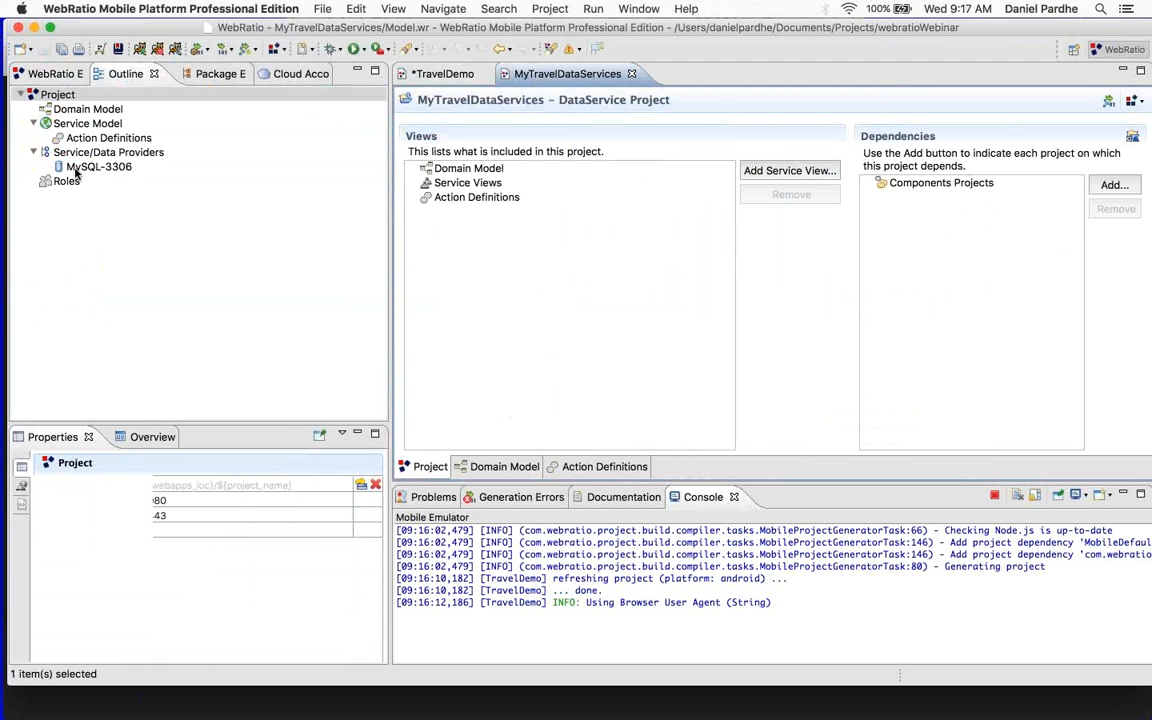 WebRatio Mobile Platform Professional Edition File Edit View Navigate Search Project Run Window Help 100% Wed 9:17 AM Daniel Pardhe
WebRatio - MyTravelDataServices/Model.wr - WebRatio Mobile Platform Professional Edition - /Users/danielpardhe/Documents/Projects/webratioWebinar
WebRatio
WebRatio E Outline Package E Cloud Acco
*TravelDemo MyTravelDataServices
Project
Domain Model
Service Model
Action Definitions
Service/Data Providers
MySQL-3306
Roles
MyTravelDataServices - DataService Project
Views
This lists what is included in this project.
Domain Model
Service Views
Action Definitions
Add Service View...
Remove
Dependencies
Use the Add button to indicate each project on which
this project depends.
Components Projects
Add...
Remove
Project Domain Model Action Definitions
Properties Overview
Project
webapps_loc}/${project_name}
80
43
Problems Generation Errors Documentation Console
Mobile Emulator
[09:16:02,479] [INFO] (com.webratio.project.build.compiler.tasks.MobileProjectGeneratorTask:66) - Checking Node.js is up-to-date
[09:16:02,479] [INFO] (com.webratio.project.build.compiler.tasks.MobileProjectGeneratorTask:146) - Add project dependency 'MobileDefaul
[09:16:02,479] [INFO] (com.webratio.project.build.compiler.tasks.MobileProjectGeneratorTask:146) - Add project dependency 'com.webratio
[09:16:02,479] [INFO] (com.webratio.project.build.compiler.tasks.MobileProjectGeneratorTask:80) - Generating project
[09:16:10,182] [TravelDemo] refreshing project (platform: android) ...
[09:16:10,182] [TravelDemo] ... done.
[09:16:12,186] [TravelDemo] INFO: Using Browser User Agent (String)
1 item(s) selected